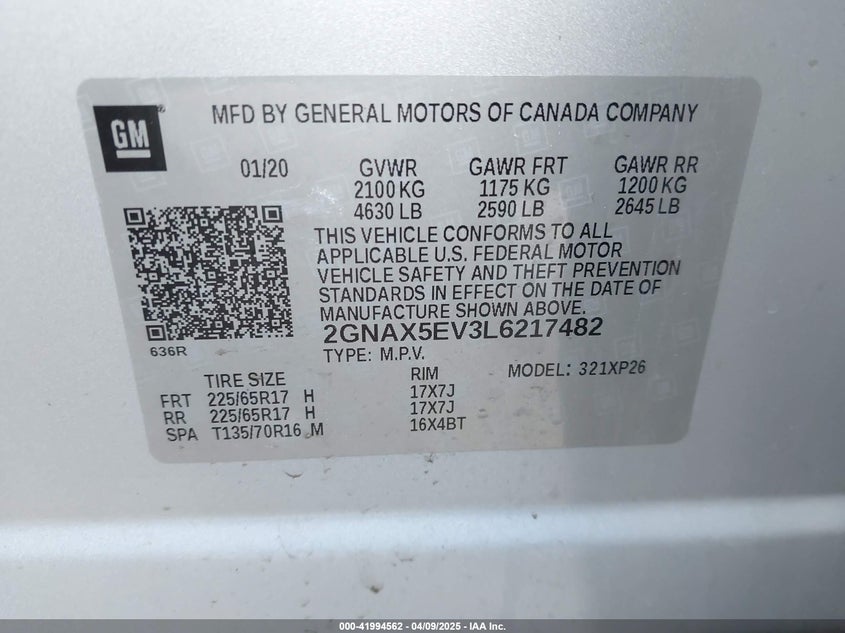 GM
MFD BY GENERAL MOTORS OF CANADA COMPANY
01/20 GVWR GAWR FRT GAWR RR
2100 KG 1175 KG 1200 KG
4630 LB 2590 LB 2645 LB
THIS VEHICLE CONFORMS TO ALL
APPLICABLE U.S. FEDERAL MOTOR
VEHICLE SAFETY AND THEFT PREVENTION
STANDARDS IN EFFECT ON THE DATE OF
MANUFACTURE SHOWN ABOVE.
2GNAX5EV3L6217482
636R
TYPE: M.P.V.
TIRE SIZE RIM MODEL: 321XP26
FRT 225/65R17 H 17X7J
RR 225/65R17 H 17X7J
SPA T135/70R16 M 16X4BT
000-41994562 | 04/09/2025 - IAA Inc.